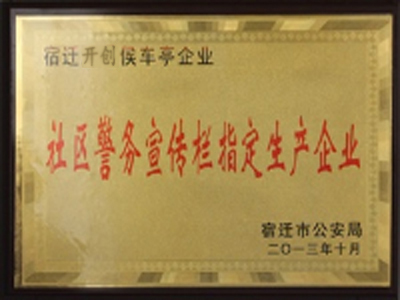 宿迁开创候车亭企业
社区警务宣传栏指定生产企业
宿迁市公安局
二〇一三年十月